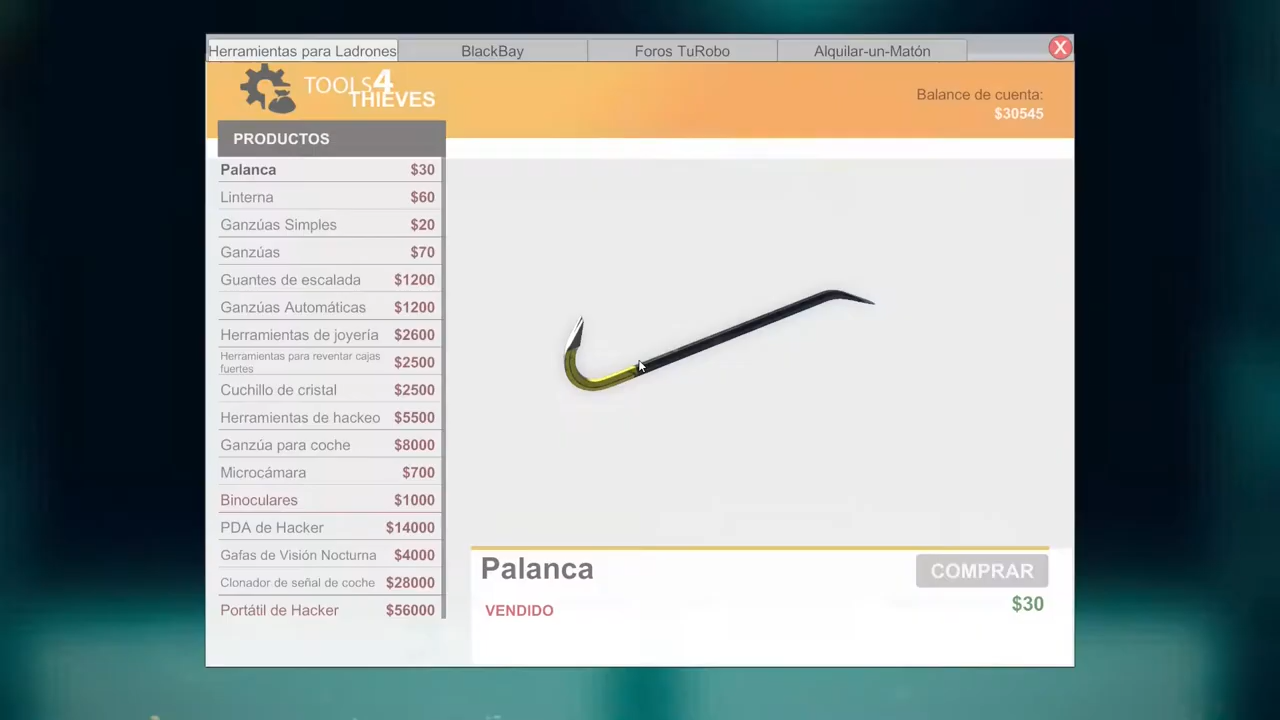 Herramientas para Ladrones
BlackBay
Foros TuRobo
Alquilar-un-Matón
X
TOOLS4
THIEVES
Balance de cuenta:
$30545
PRODUCTOS
Palanca $30
Linterna $60
Ganzúas Simples $20
Ganzúas $70
Guantes de escalada $1200
Ganzúas Automáticas $1200
Herramientas de joyería $2600
Herramientas para reventar cajas
fuertes $2500
Cuchillo de cristal $2500
Herramientas de hackeo $5500
Ganzúa para coche $8000
Microcámara $700
Binoculares $1000
PDA de Hacker $14000
Gafas de Visión Nocturna $4000
Clonador de señal de coche $28000
Portátil de Hacker $56000
Palanca
COMPRAR
VENDIDO
$30